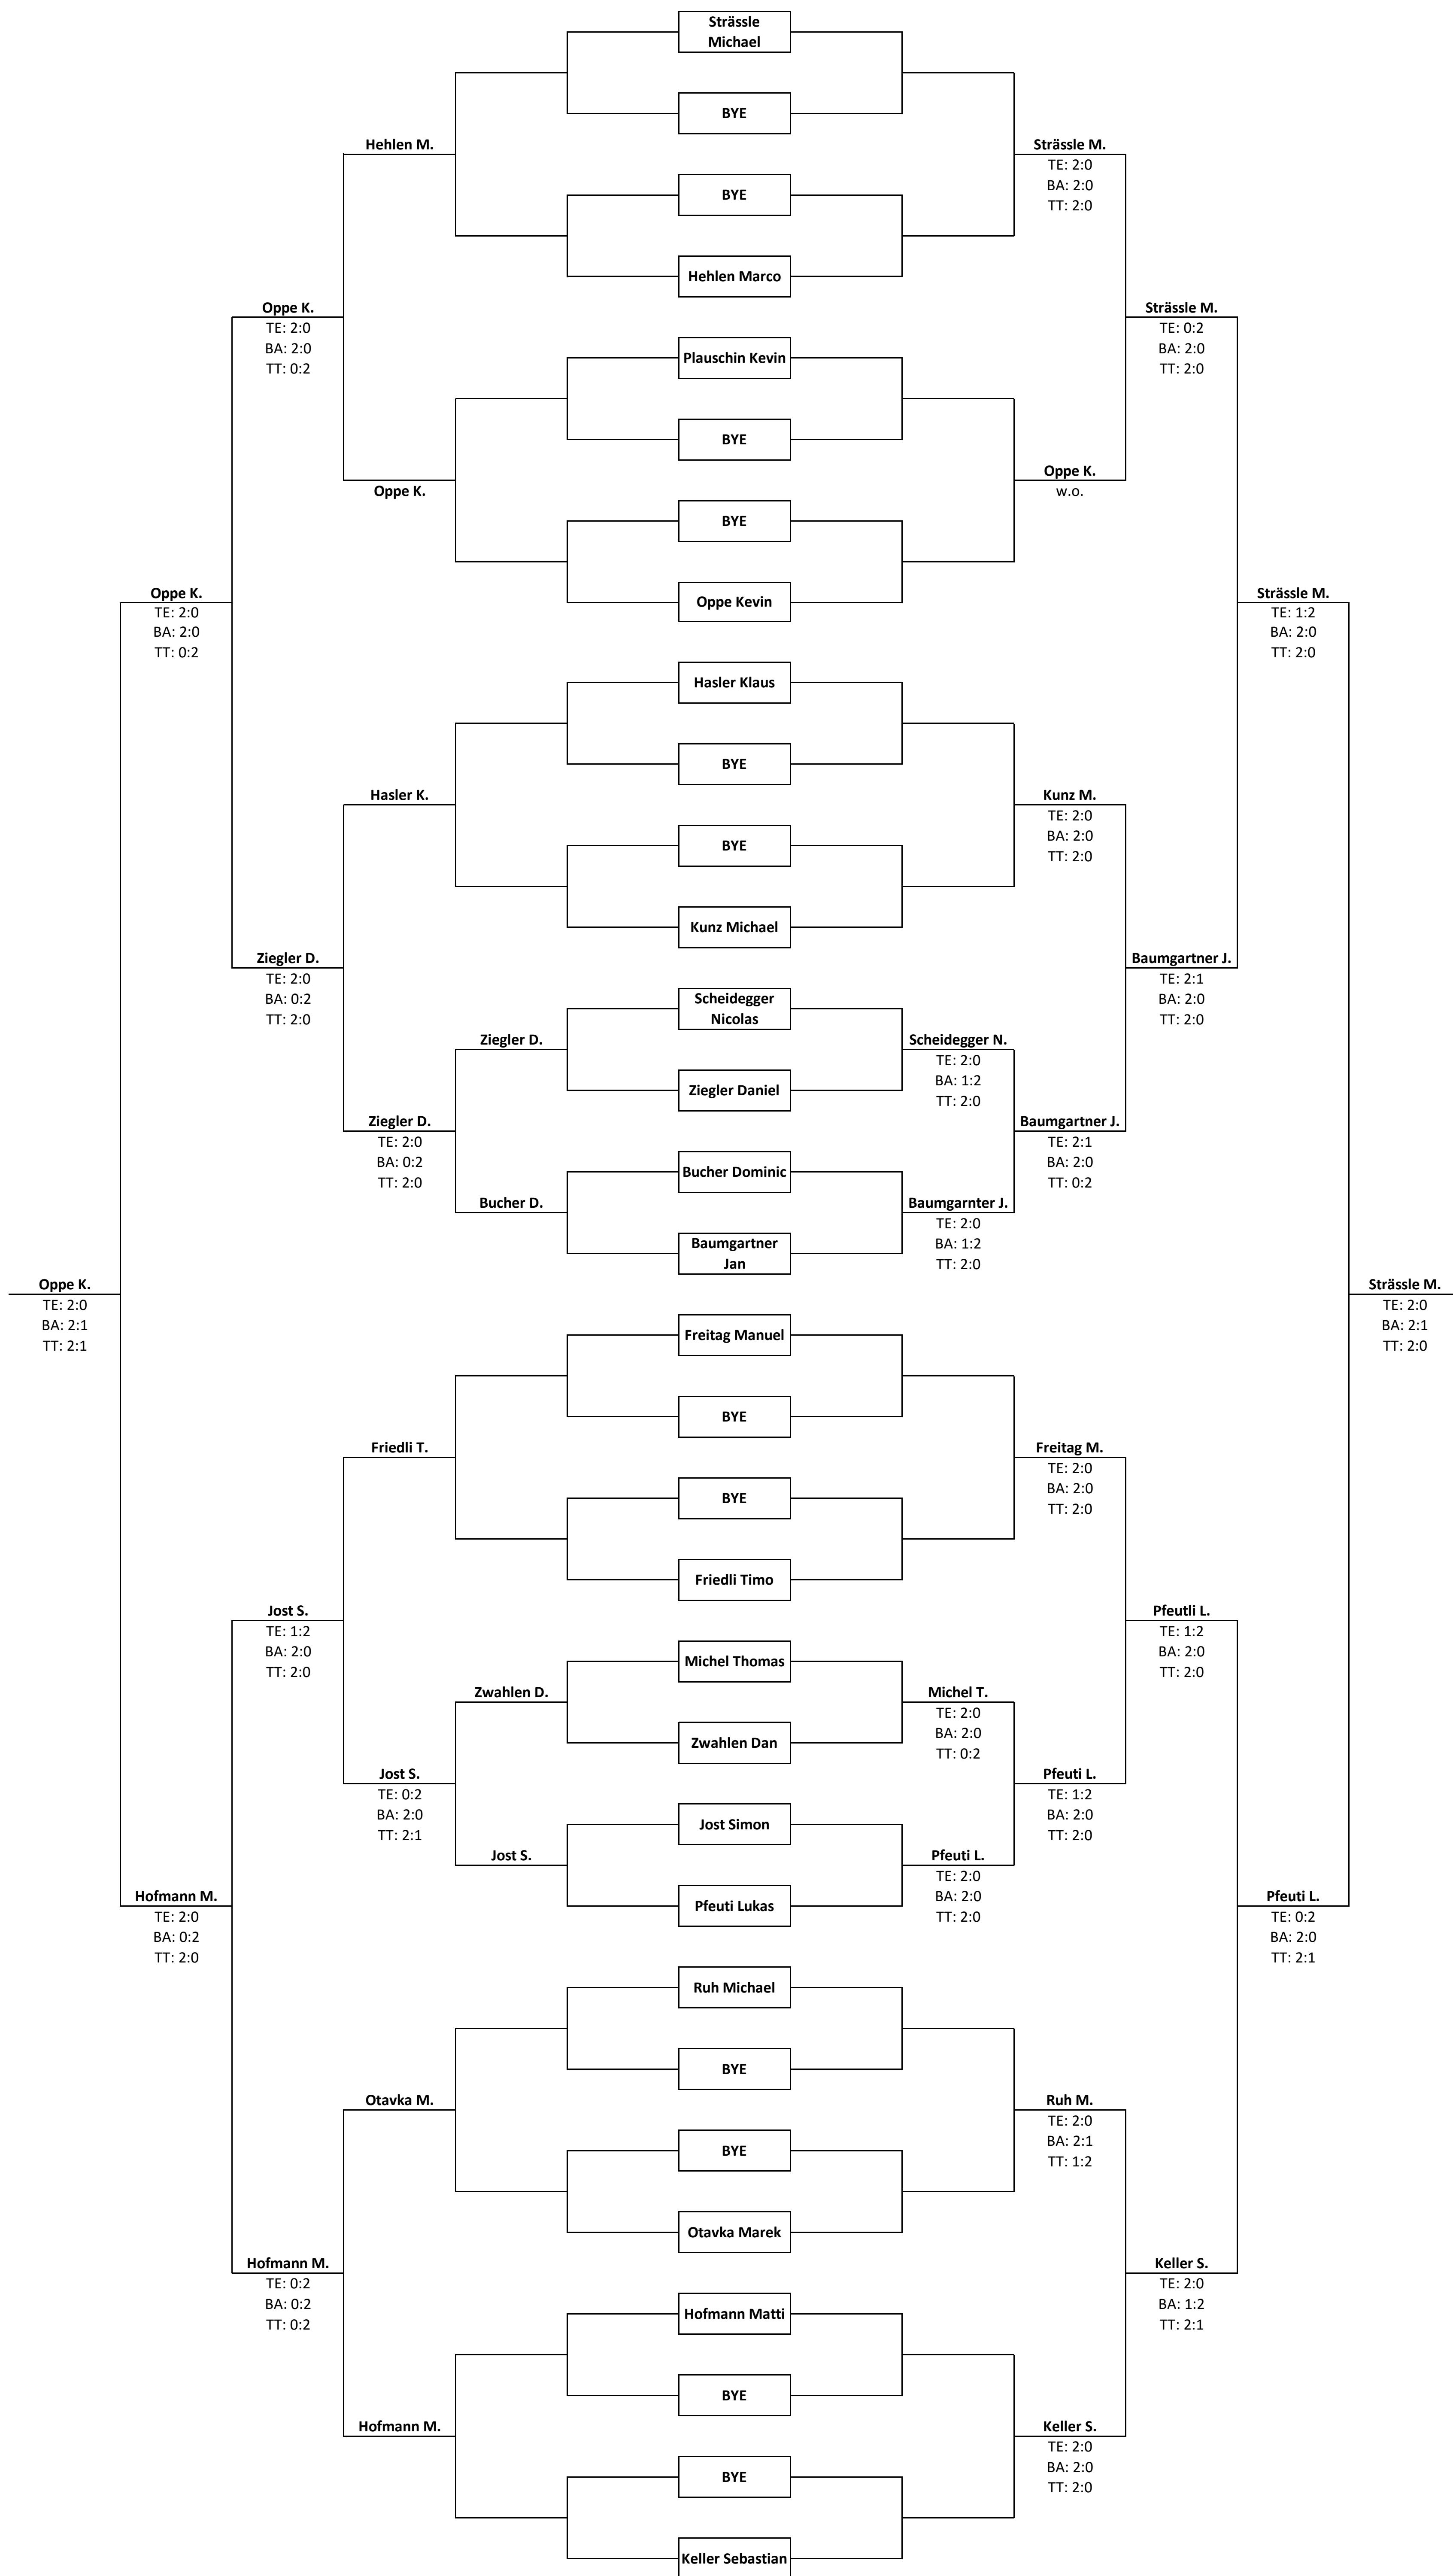 Strässle
Michael
BYE
Hehlen M.
Strässle M.
TE: 2:0
BA: 2:0
TT: 2:0
BYE
Hehlen Marco
Oppe K.
TE: 2:0
BA: 2:0
TT: 0:2
Strässle M.
TE: 0:2
BA: 2:0
TT: 2:0
Plauschin Kevin
BYE
Oppe K.
Oppe K.
w.o.
BYE
Oppe K.
TE: 2:0
BA: 2:0
TT: 0:2
Oppe Kevin
Strässle M.
TE: 1:2
BA: 2:0
TT: 2:0
Hasler Klaus
BYE
Hasler K.
Kunz M.
TE: 2:0
BA: 2:0
TT: 2:0
BYE
Kunz Michael
Ziegler D.
TE: 2:0
BA: 0:2
TT: 2:0
Baumgartner J.
TE: 2:1
BA: 2:0
TT: 2:0
Scheidegger
Nicolas
Ziegler D.
Scheidegger N.
TE: 2:0
BA: 1:2
TT: 2:0
Ziegler Daniel
Ziegler D.
TE: 2:0
BA: 0:2
TT: 2:0
Baumgartner J.
TE: 2:1
BA: 2:0
TT: 0:2
Bucher Dominic
Bucher D.
Baumgarnter J.
TE: 2:0
BA: 1:2
TT: 2:0
Baumgartner
Jan
Oppe K.
TE: 2:0
BA: 2:1
TT: 2:1
Strässle M.
TE: 2:0
BA: 2:1
TT: 2:0
Freitag Manuel
BYE
Friedli T.
Freitag M.
TE: 2:0
BA: 2:0
TT: 2:0
BYE
Friedli Timo
Jost S.
TE: 1:2
BA: 2:0
TT: 2:0
Pfeutli L.
TE: 1:2
BA: 2:0
TT: 2:0
Michel Thomas
Zwahlen D.
Michel T.
TE: 2:0
BA: 2:0
TT: 0:2
Zwahlen Dan
Jost S.
TE: 0:2
BA: 2:0
TT: 2:1
Pfeuti L.
TE: 1:2
BA: 2:0
TT: 2:0
Jost Simon
Jost S.
Pfeuti L.
TE: 2:0
BA: 2:0
TT: 2:0
Pfeuti Lukas
Hofmann M.
TE: 2:0
BA: 0:2
TT: 2:0
Pfeuti L.
TE: 0:2
BA: 2:0
TT: 2:1
Ruh Michael
BYE
Otavka M.
Ruh M.
TE: 2:0
BA: 2:1
TT: 1:2
BYE
Otavka Marek
Hofmann M.
TE: 0:2
BA: 0:2
TT: 0:2
Keller S.
TE: 2:0
BA: 1:2
TT: 2:1
Hofmann Matti
BYE
Hofmann M.
Keller S.
TE: 2:0
BA: 2:0
TT: 2:0
BYE
Keller Sebastian